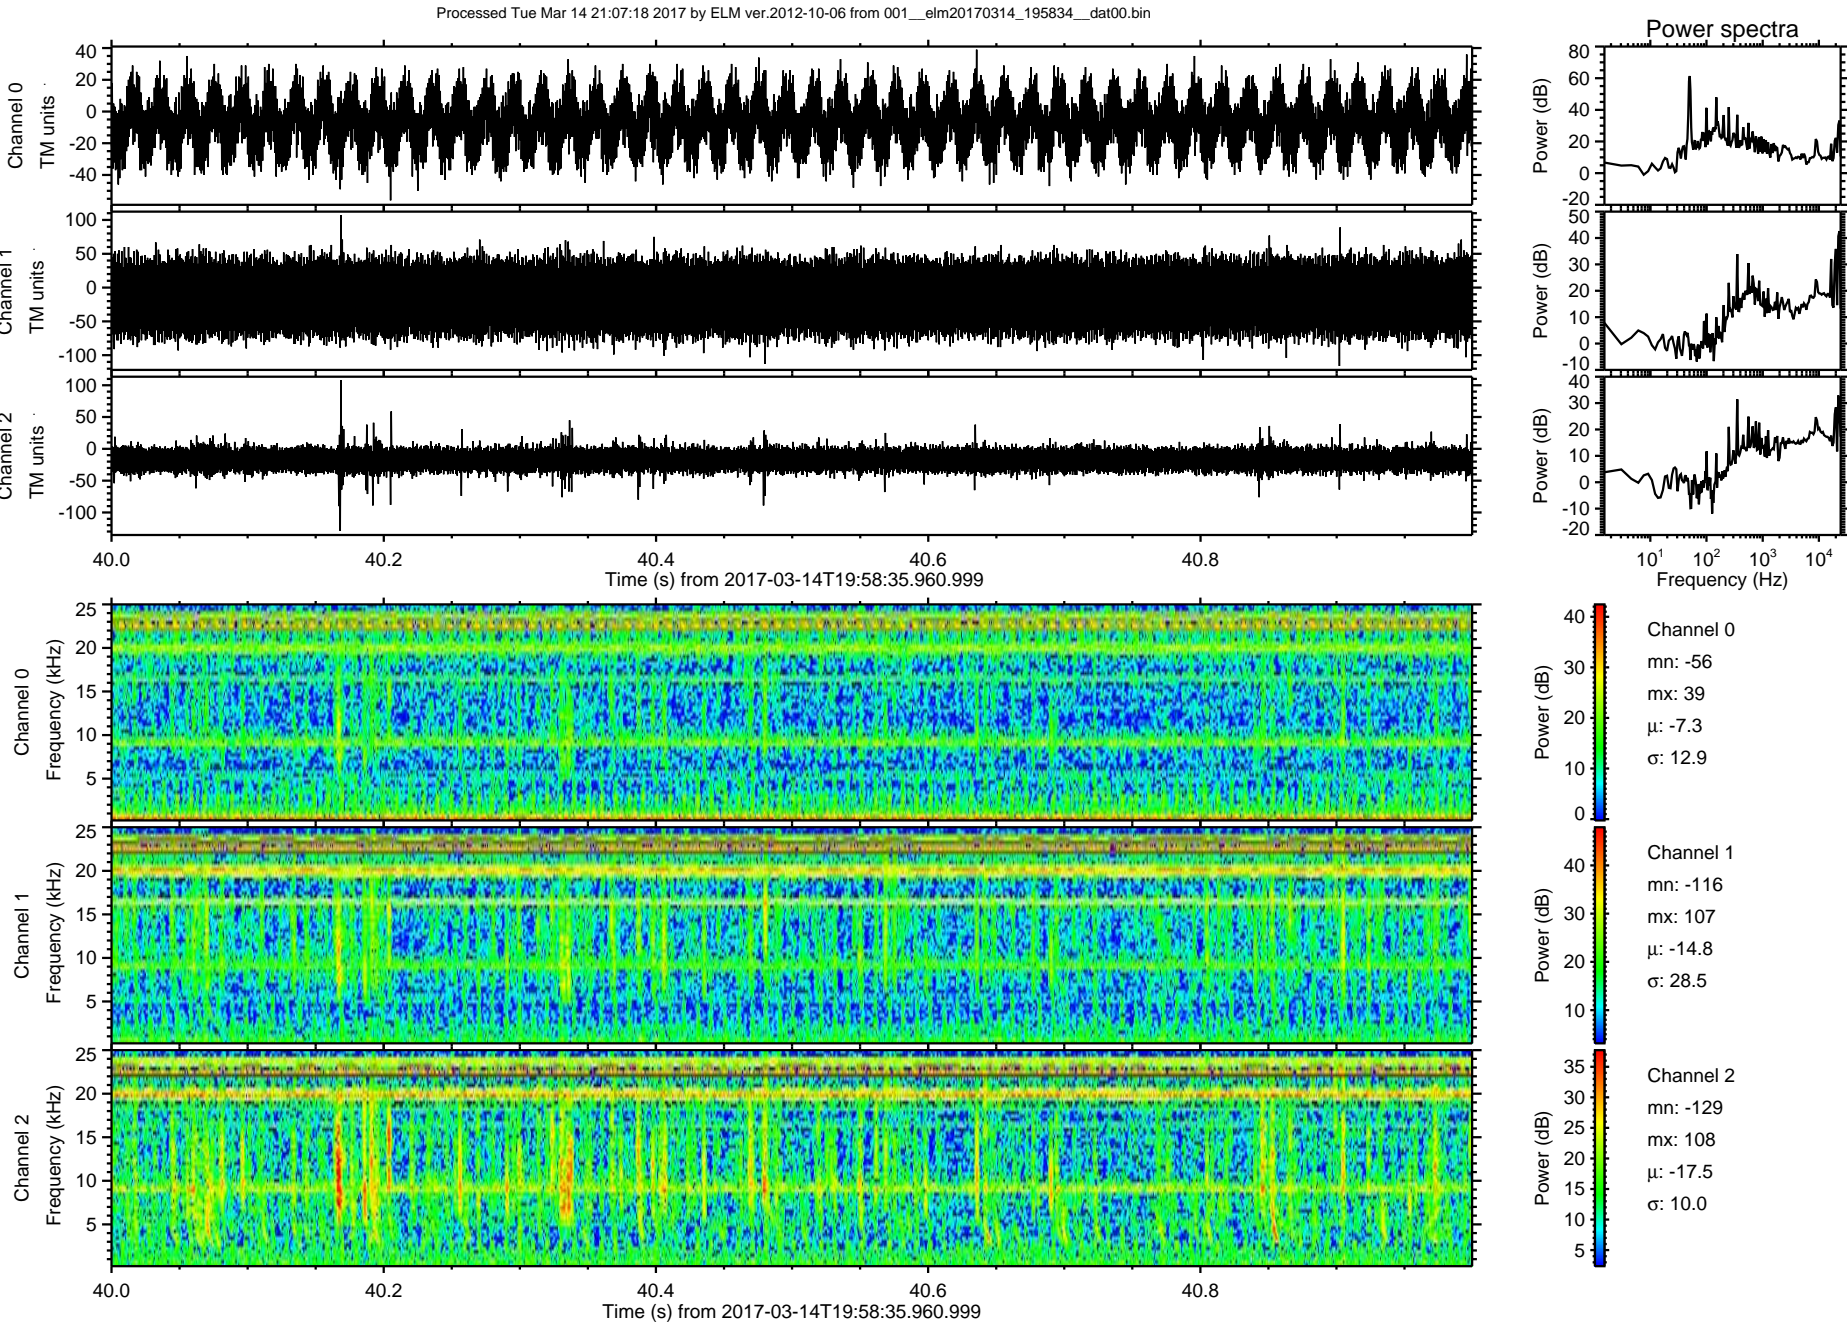 Processed Tue Mar 14 21:07:18 2017 by ELM ver.2012-10-06 from 001__elm20170314_195834__dat00.bin
Power spectra
Channel 0
TM units
40
20
0
-20
-40
Power (dB)
80
60
40
20
0
-20
Channel 1
TM units
100
50
0
-50
-100
Power (dB)
50
40
30
20
10
0
-10
Channel 2
TM units
100
50
0
-50
-100
Power (dB)
40
30
20
10
0
-10
-20
40.0 40.2 40.4 40.6 40.8
Time (s) from 2017-03-14T19:58:35.960.999
10^1 10^2 10^3 10^4
Frequency (Hz)
Channel 0
Frequency (kHz)
25
20
15
10
5
Power (dB)
40
30
20
10
0
Channel 0
mn: -56
mx: 39
μ: -7.3
σ: 12.9
Channel 1
Frequency (kHz)
25
20
15
10
5
Power (dB)
40
30
20
10
Channel 1
mn: -116
mx: 107
μ: -14.8
σ: 28.5
Channel 2
Frequency (kHz)
25
20
15
10
5
Power (dB)
35
30
25
20
15
10
5
Channel 2
mn: -129
mx: 108
μ: -17.5
σ: 10.0
40.0 40.2 40.4 40.6 40.8
Time (s) from 2017-03-14T19:58:35.960.999